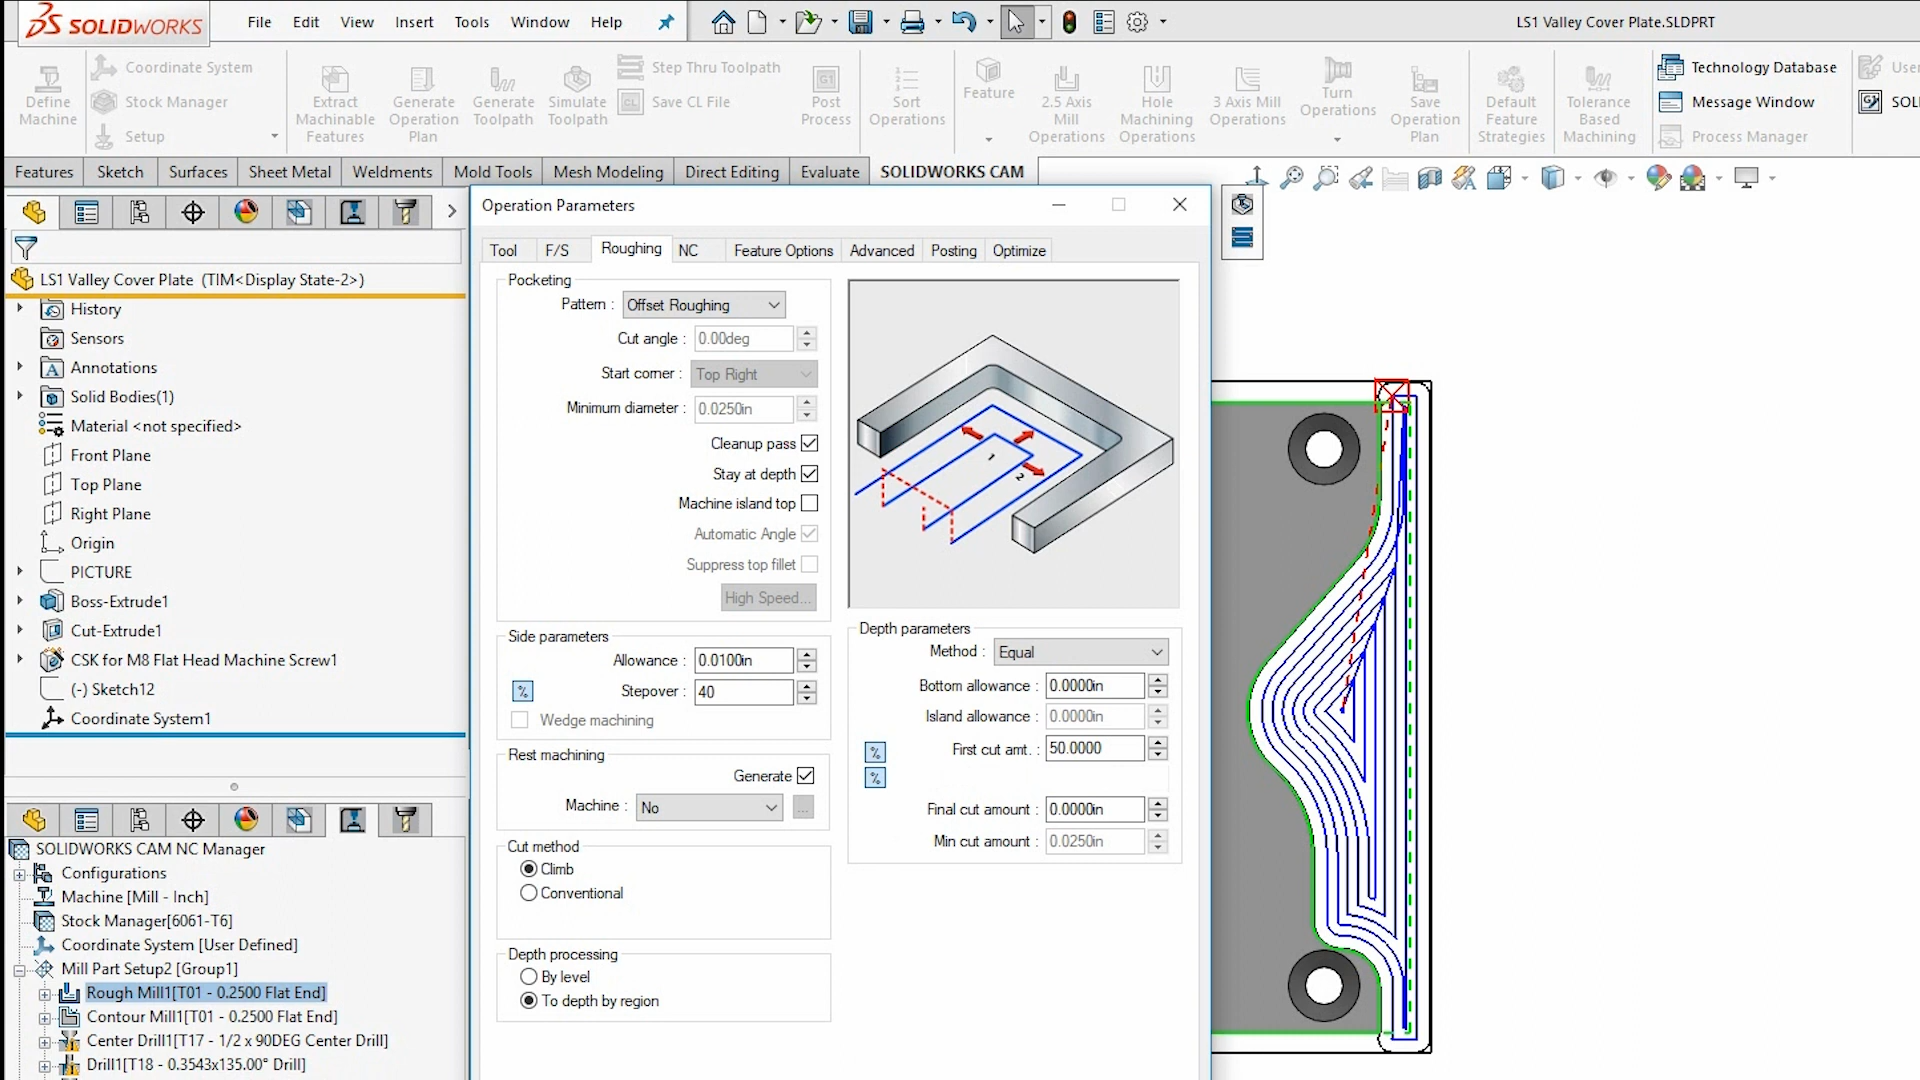 SOLIDWORKS
File Edit View Insert Tools Window Help
LS1 Valley Cover Plate.SLDPRT
Define Machine
Coordinate System
Stock Manager
Setup
Extract Machinable Features
Generate Operation Plan
Generate Toolpath
Simulate Toolpath
Step Thru Toolpath
Save CL File
G1
CL
Post Process
Sort Operations
Feature
2.5 Axis Mill Operations
Hole Machining Operations
3 Axis Mill Operations
Turn Operations
Save Operation Plan
Default Feature Strategies
Tolerance Based Machining
Technology Database
Message Window
Process Manager
User
SOLI
Features Sketch Surfaces Sheet Metal Weldments Mold Tools Mesh Modeling Direct Editing Evaluate SOLIDWORKS CAM
LS1 Valley Cover Plate (TIM<Display State-2>)
History
Sensors
Annotations
Solid Bodies(1)
Material <not specified>
Front Plane
Top Plane
Right Plane
Origin
PICTURE
Boss-Extrude1
Cut-Extrude1
CSK for M8 Flat Head Machine Screw1
(-) Sketch12
Coordinate System1
SOLIDWORKS CAM NC Manager
Configurations
Machine [Mill - Inch]
Stock Manager[6061-T6]
Coordinate System [User Defined]
Mill Part Setup2 [Group1]
Rough Mill1[T01 - 0.2500 Flat End]
Contour Mill1[T01 - 0.2500 Flat End]
Center Drill1[T17 - 1/2 x 90DEG Center Drill]
Drill1[T18 - 0.3543x135.00° Drill]
Operation Parameters
Tool F/S Roughing NC Feature Options Advanced Posting Optimize
Pocketing
Pattern : Offset Roughing
Cut angle : 0.00deg
Start corner : Top Right
Minimum diameter : 0.0250in
Cleanup pass
Stay at depth
Machine island top
Automatic Angle
Suppress top fillet
High Speed...
Side parameters
Allowance : 0.0100in
% Stepover : 40
Wedge machining
Rest machining
Generate
Machine : No ...
Cut method
Climb
Conventional
Depth processing
By level
To depth by region
1
2
Depth parameters
Method : Equal
Bottom allowance : 0.0000in
Island allowance : 0.0000in
% First cut amt. : 50.0000
%
Final cut amount : 0.0000in
Min cut amount : 0.0250in